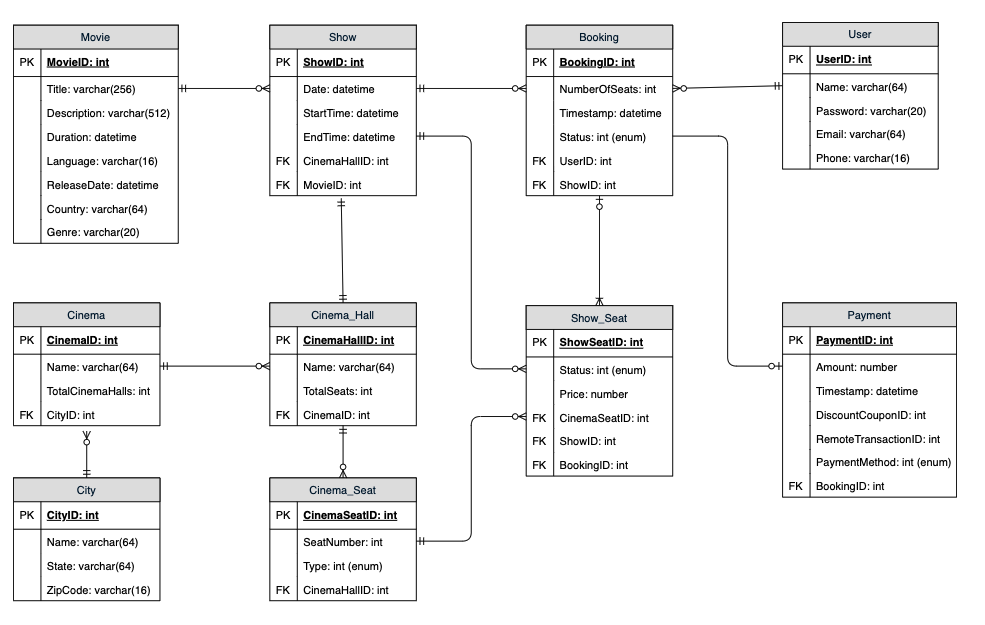 Movie
PK MovieID: int
Title: varchar(256)
Description: varchar(512)
Duration: datetime
Language: varchar(16)
ReleaseDate: datetime
Country: varchar(64)
Genre: varchar(20)
Show
PK ShowID: int
Date: datetime
StartTime: datetime
EndTime: datetime
FK CinemaHallID: int
FK MovieID: int
Booking
PK BookingID: int
NumberOfSeats: int
Timestamp: datetime
Status: int (enum)
FK UserID: int
FK ShowID: int
User
PK UserID: int
Name: varchar(64)
Password: varchar(20)
Email: varchar(64)
Phone: varchar(16)
Cinema
PK CinemaID: int
Name: varchar(64)
TotalCinemaHalls: int
FK CityID: int
Cinema_Hall
PK CinemaHallID: int
Name: varchar(64)
TotalSeats: int
FK CinemaID: int
Show_Seat
PK ShowSeatID: int
Status: int (enum)
Price: number
FK CinemaSeatID: int
FK ShowID: int
FK BookingID: int
Payment
PK PaymentID: int
Amount: number
Timestamp: datetime
DiscountCouponID: int
RemoteTransactionID: int
PaymentMethod: int (enum)
FK BookingID: int
City
PK CityID: int
Name: varchar(64)
State: varchar(64)
ZipCode: varchar(16)
Cinema_Seat
PK CinemaSeatID: int
SeatNumber: int
Type: int (enum)
FK CinemaHallID: int